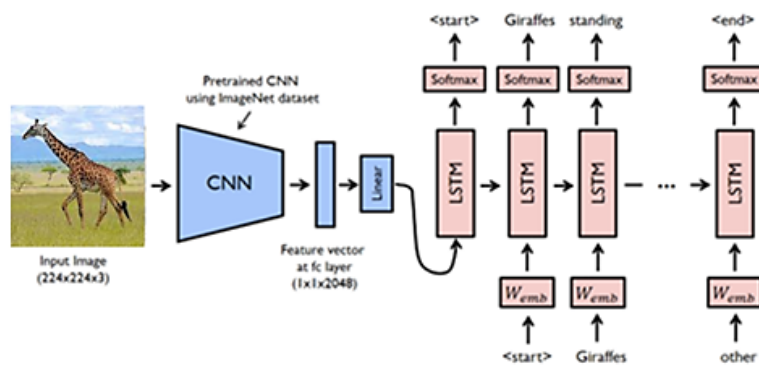 <start> Giraffes standing <end>
Softmax Softmax Softmax Softmax
Pretrained CNN
using ImageNet dataset
CNN
Linear
LSTM LSTM LSTM ... LSTM
Input Image
(224x224x3)
Feature vector
at fc layer
(1x1x2048)
Wemb Wemb Wemb
<start> Giraffes other